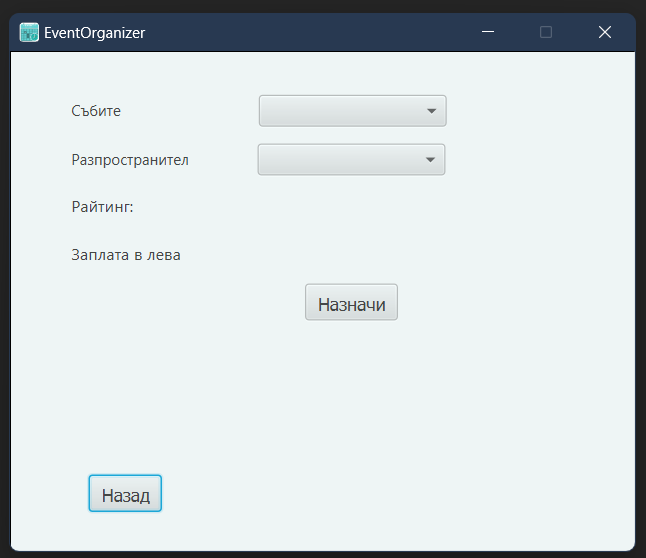 EventOrganizer
Събите
Разпространител
Райтинг:
Заплата в лева
Назначи
Назад